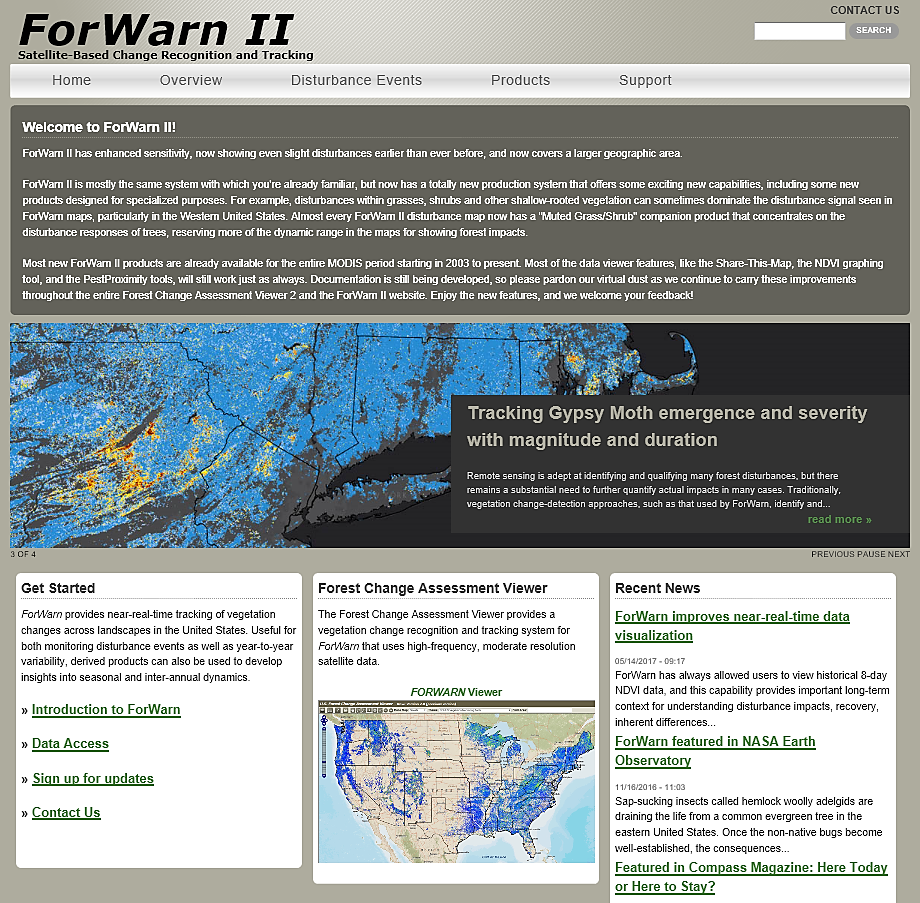 CONTACT US
ForWarn II
Satellite-Based Change Recognition and Tracking
SEARCH
Home
Overview
Disturbance Events
Products
Support
Welcome to ForWarn II!
ForWarn II has enhanced sensitivity, now showing even slight disturbances earlier than ever before, and now covers a larger geographic area.
ForWarn II is mostly the same system with which you're already familiar, but now has a totally new production system that offers some exciting new capabilities, including some new
products designed for specialized purposes. For example, disturbances within grasses, shrubs and other shallow-rooted vegetation can sometimes dominate the disturbance signal seen in
ForWarn maps, particularly in the Western United States. Almost every ForWarn II disturbance map now has a "Muted Grass/Shrub" companion product that concentrates on the
disturbance responses of trees, reserving more of the dynamic range in the maps for showing forest impacts.
Most new ForWarn II products are already available for the entire MODIS period starting in 2003 to present. Most of the data viewer features, like the Share-This-Map, the NDVI graphing
tool, and the PestProximity tools, will still work just as always. Documentation is still being developed, so please pardon our virtual dust as we continue to carry these improvements
throughout the entire Forest Change Assessment Viewer 2 and the ForWarn II website. Enjoy the new features, and we welcome your feedback!
Tracking Gypsy Moth emergence and severity
with magnitude and duration
Remote sensing is adept at identifying and qualifying many forest disturbances, but there
remains a substantial need to further quantify actual impacts in many cases. Traditionally,
vegetation change-detection approaches, such as that used by ForWarn, identify and...
read more »
3 OF 4
PREVIOUS PAUSE NEXT
Get Started
ForWarn provides near-real-time tracking of vegetation
changes across landscapes in the United States. Useful for
both monitoring disturbance events as well as year-to-year
variability, derived products can also be used to develop
insights into seasonal and inter-annual dynamics.
» Introduction to ForWarn
» Data Access
» Sign up for updates
» Contact Us
Forest Change Assessment Viewer
The Forest Change Assessment Viewer provides a
vegetation change recognition and tracking system for
ForWarn that uses high-frequency, moderate resolution
satellite data.
FORWARN Viewer
Recent News
ForWarn improves near-real-time data
visualization
05/14/2017 - 09:17
ForWarn has always allowed users to view historical 8-day
NDVI data, and this capability provides important long-term
context for understanding disturbance impacts, recovery,
inherent differences...
ForWarn featured in NASA Earth
Observatory
11/16/2016 - 11:03
Sap-sucking insects called hemlock woolly adelgids are
draining the life from a common evergreen tree in the
eastern United States. Once the non-native bugs become
well-established, the consequences...
Featured in Compass Magazine: Here Today
or Here to Stay?